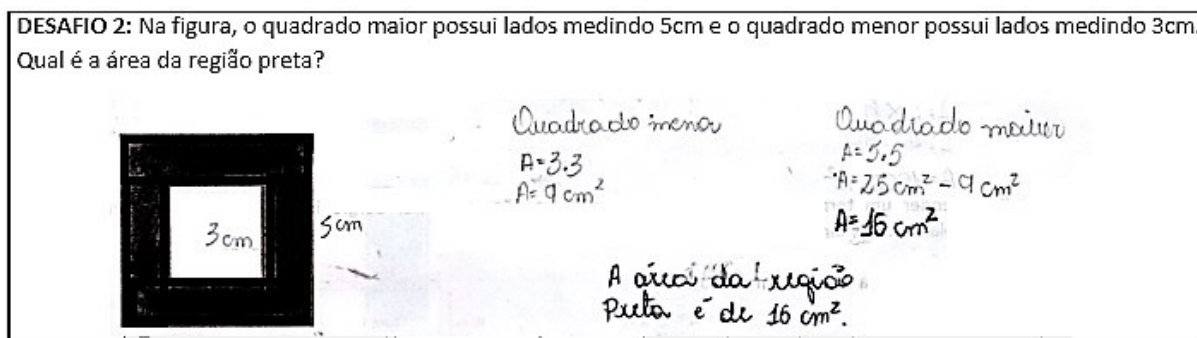 DESAFIO 2: Na figura, o quadrado maior possui lados medindo 5cm e o quadrado menor possui lados medindo 3cm.
Qual é a área da região preta?
Quadrado menor
A=3.3
A=9 cm²
Quadrado maior
A=5.5
A=25 cm² - 9 cm²
A=16 cm²
3cm
5cm
A área da região
Preta é de 16 cm².